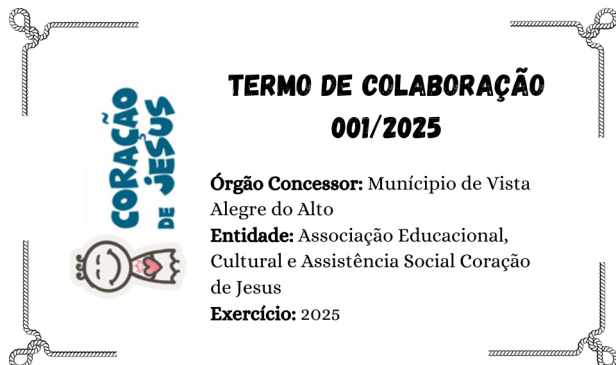 CORAÇÃO
DE JESUS
TERMO DE COLABORAÇÃO
001/2025
Órgão Concessor: Munícipio de Vista
Alegre do Alto
Entidade: Associação Educacional,
Cultural e Assistência Social Coração
de Jesus
Exercício: 2025